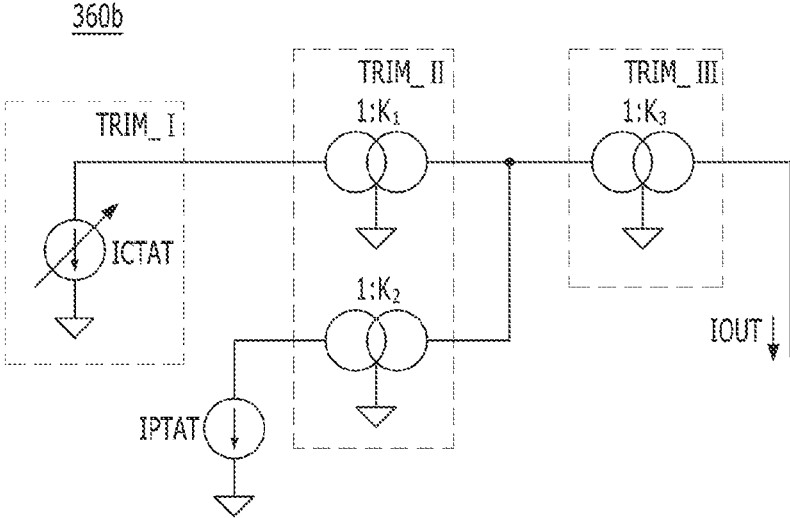 360b
TRIM_I
TRIM_II
TRIM_III
1:K₁
1:K₃
ICTAT
1:K₂
IOUT
IPTAT